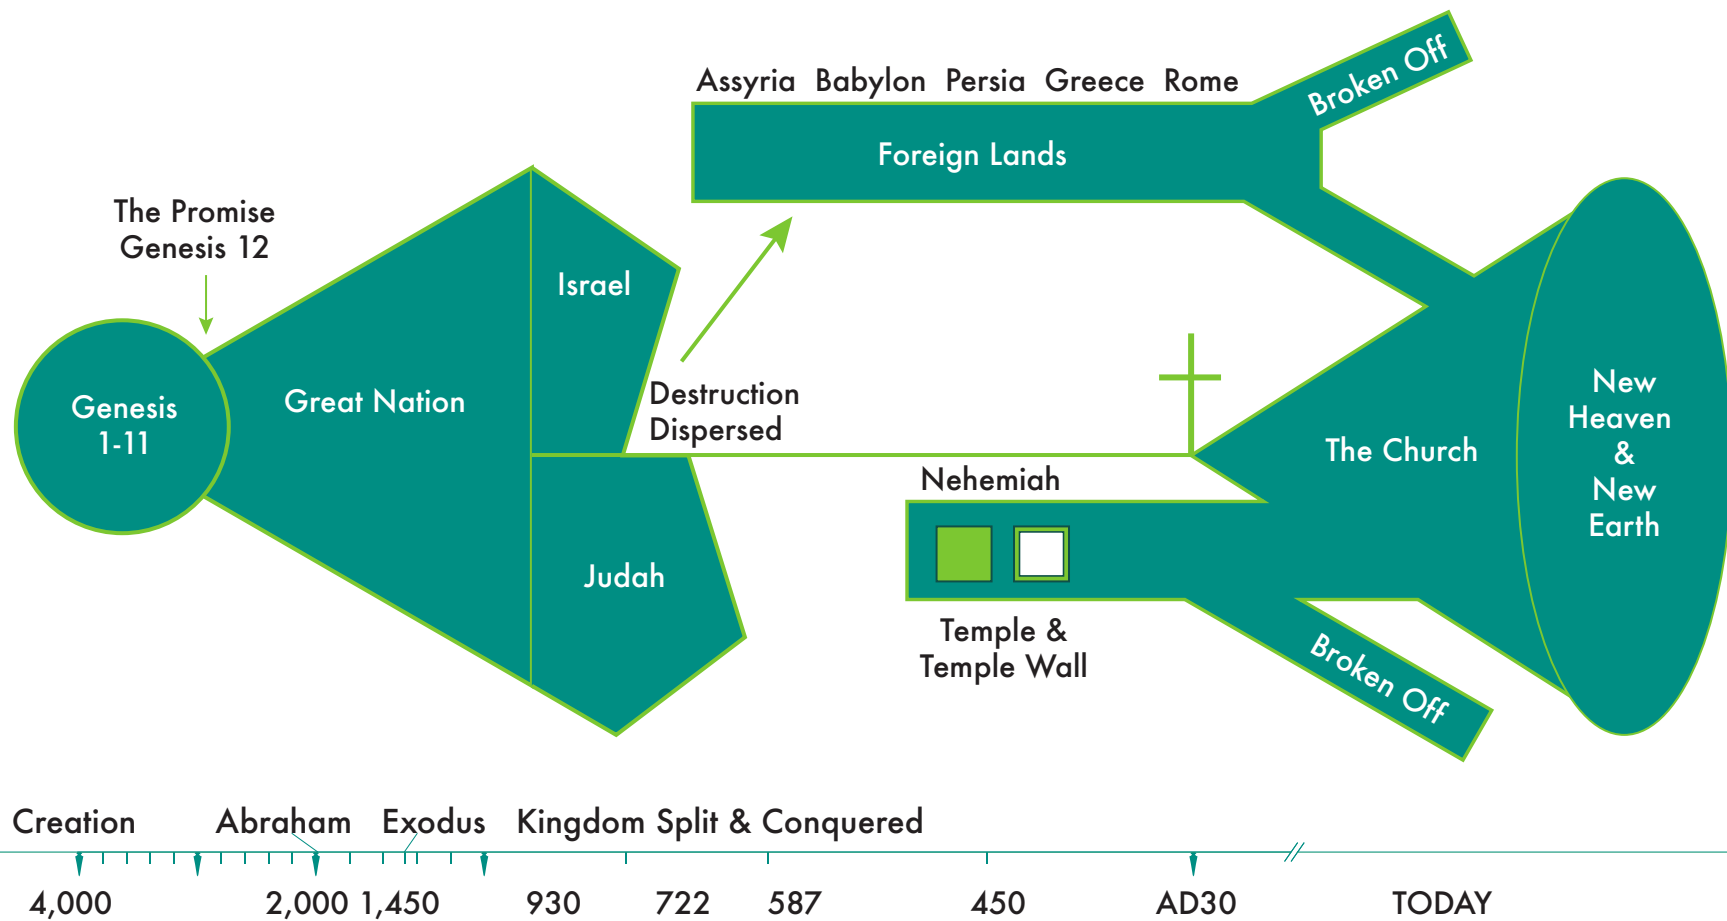 Assyria Babylon Persia Greece Rome
Broken Off
Foreign Lands
The Promise
Genesis 12
Israel
Great Nation
Genesis
1-11
Destruction
Dispersed
New
Heaven
&
New
Earth
The Church
Nehemiah
Judah
Temple &
Temple Wall
Broken Off
Creation Abraham Exodus Kingdom Split & Conquered
4,000 2,000 1,450 930 722 587 450 AD30 TODAY